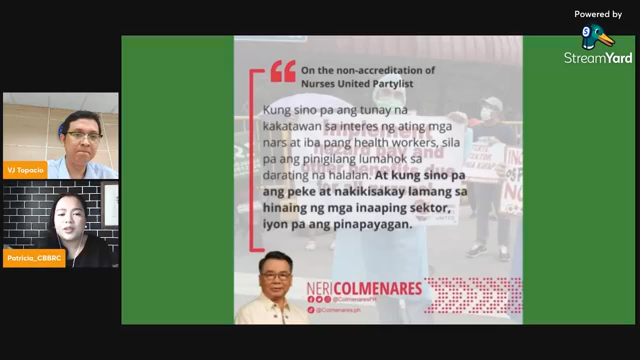 Powered by
StreamYard
On the non-accreditation of
Nurses United Partylist
Kung sino pa ang tunay na
kakatawan sa interes ng ating mga
nars at iba pang health workers, sila
pa ang pinigilang lumahok sa
darating na halalan. At kung sino pa
ang peke at nakikisakay lamang sa
hinaing ng mga inaaping sektor,
iyon pa ang pinapayagan.
VJ Topacio
Patricia_CBBRC
NERI COLMENARES
@ColmenaresPH
@Colmenares.ph